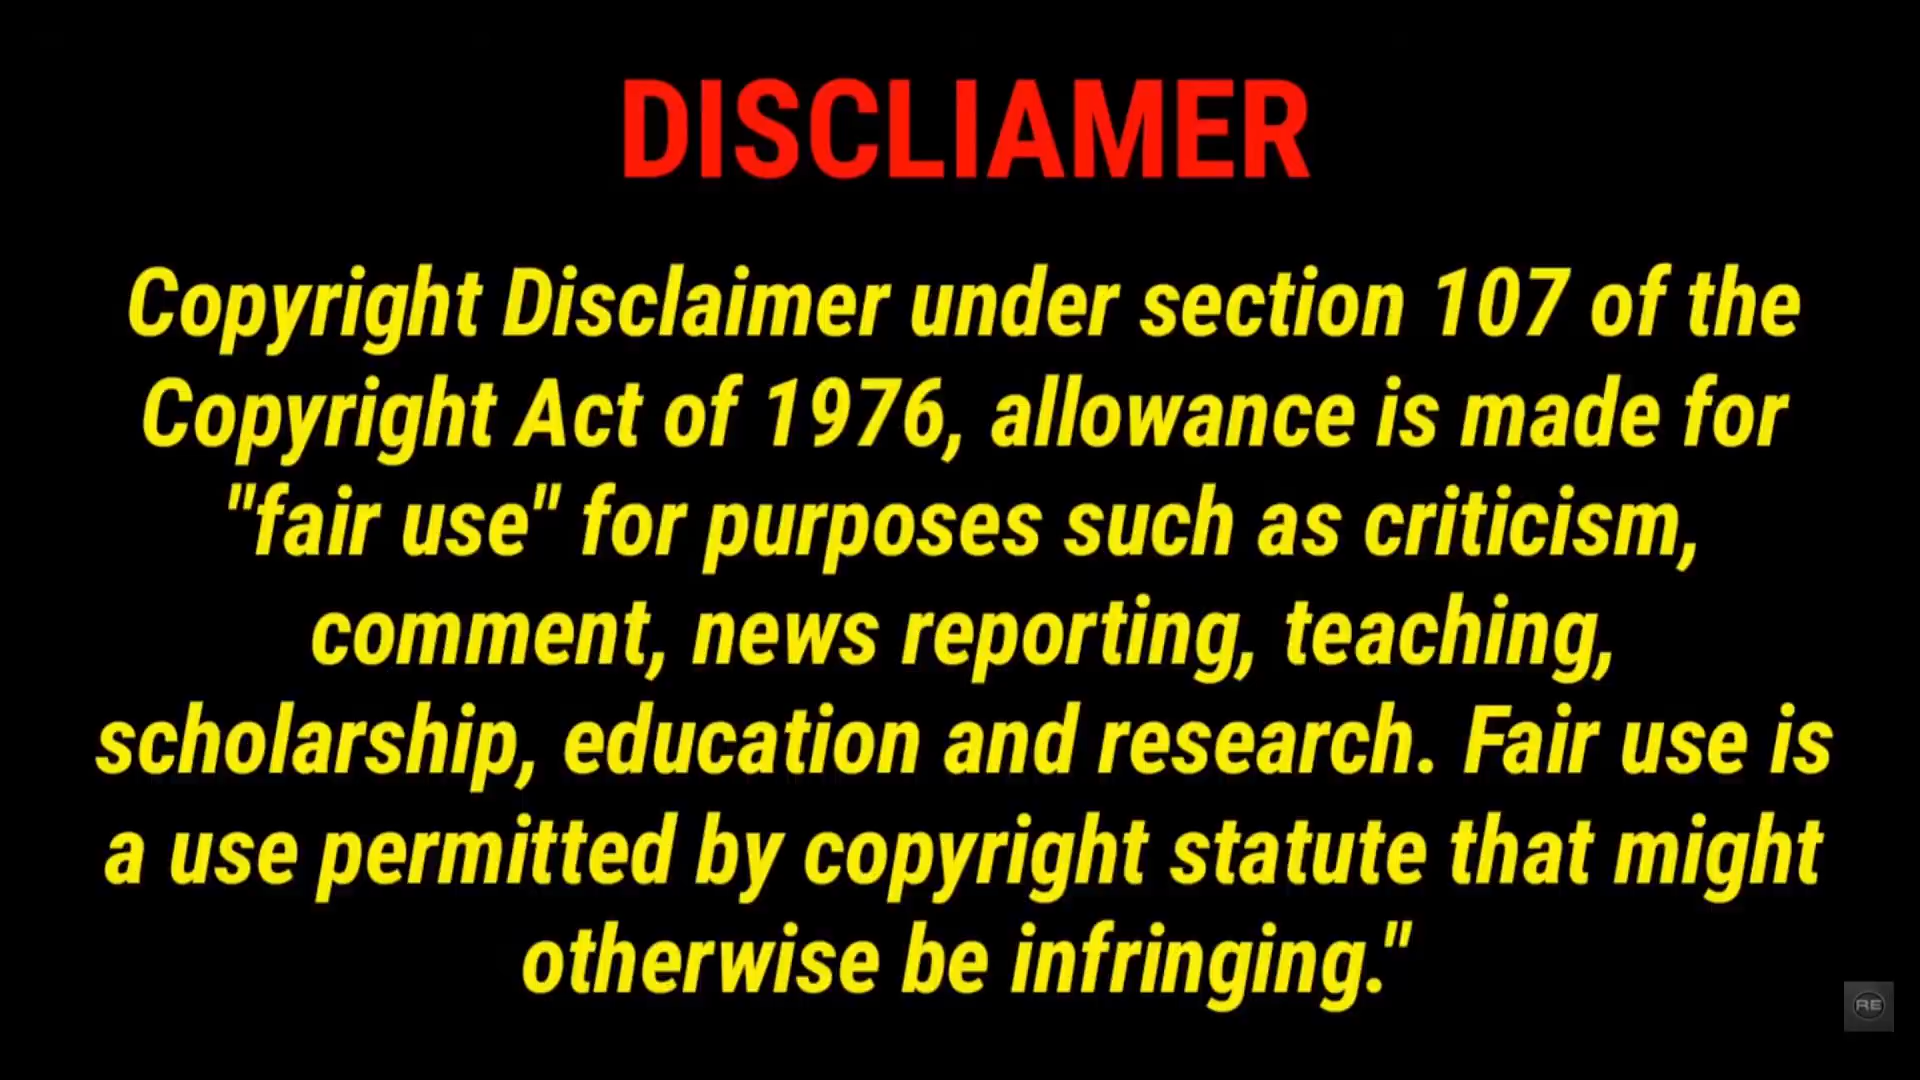 DISCLIAMER
Copyright Disclaimer under section 107 of the
Copyright Act of 1976, allowance is made for
"fair use" for purposes such as criticism,
comment, news reporting, teaching,
scholarship, education and research. Fair use is
a use permitted by copyright statute that might
otherwise be infringing."
RE